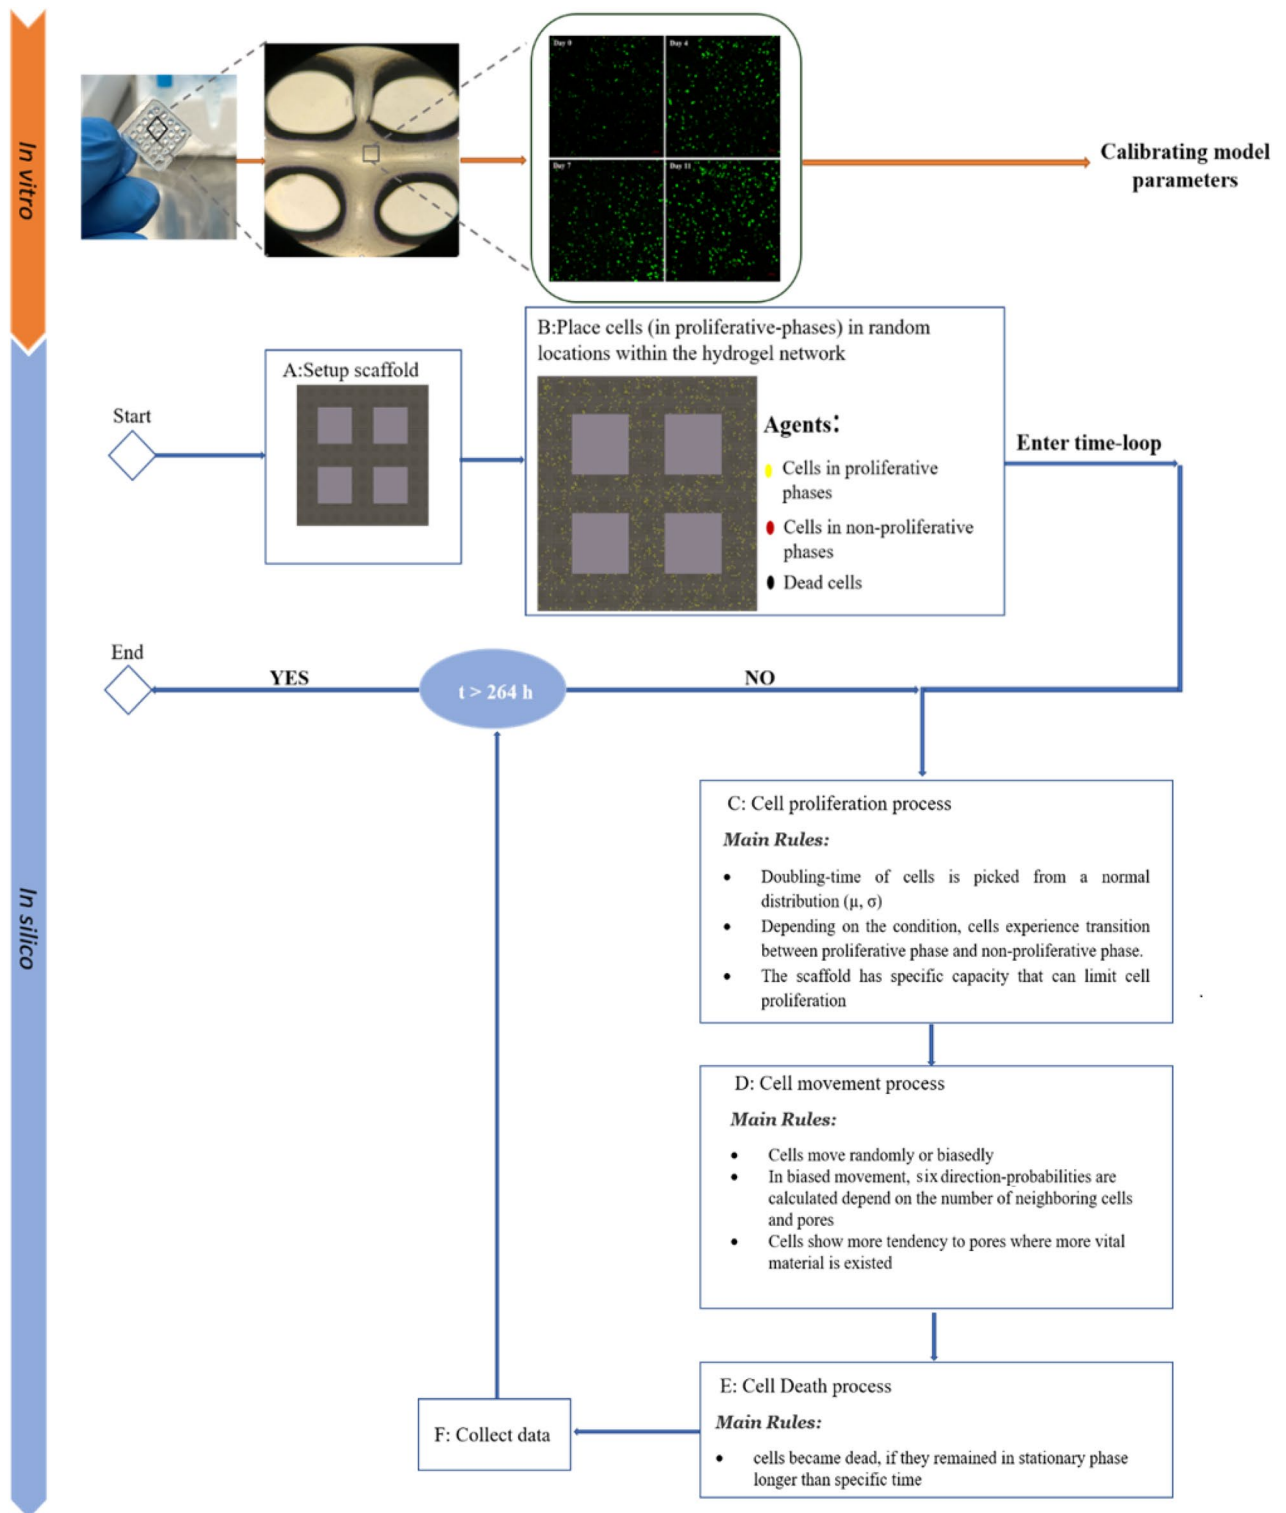 In vitro
Day 0
Day 4
Day 7
Day 11
Calibrating model
parameters
In silico
Start
A:Setup scaffold
B:Place cells (in proliferative-phases) in random
locations within the hydrogel network
Agents:
Cells in proliferative
phases
Cells in non-proliferative
phases
Dead cells
Enter time-loop
End
YES
t > 264 h
NO
C: Cell proliferation process
Main Rules:
• Doubling-time of cells is picked from a normal
distribution (μ, σ)
• Depending on the condition, cells experience transition
between proliferative phase and non-proliferative phase.
• The scaffold has specific capacity that can limit cell
proliferation
.
D: Cell movement process
Main Rules:
• Cells move randomly or biasedly
• In biased movement, six direction-probabilities are
calculated depend on the number of neighboring cells
and pores
• Cells show more tendency to pores where more vital
material is existed
E: Cell Death process
Main Rules:
• cells became dead, if they remained in stationary phase
longer than specific time
F: Collect data